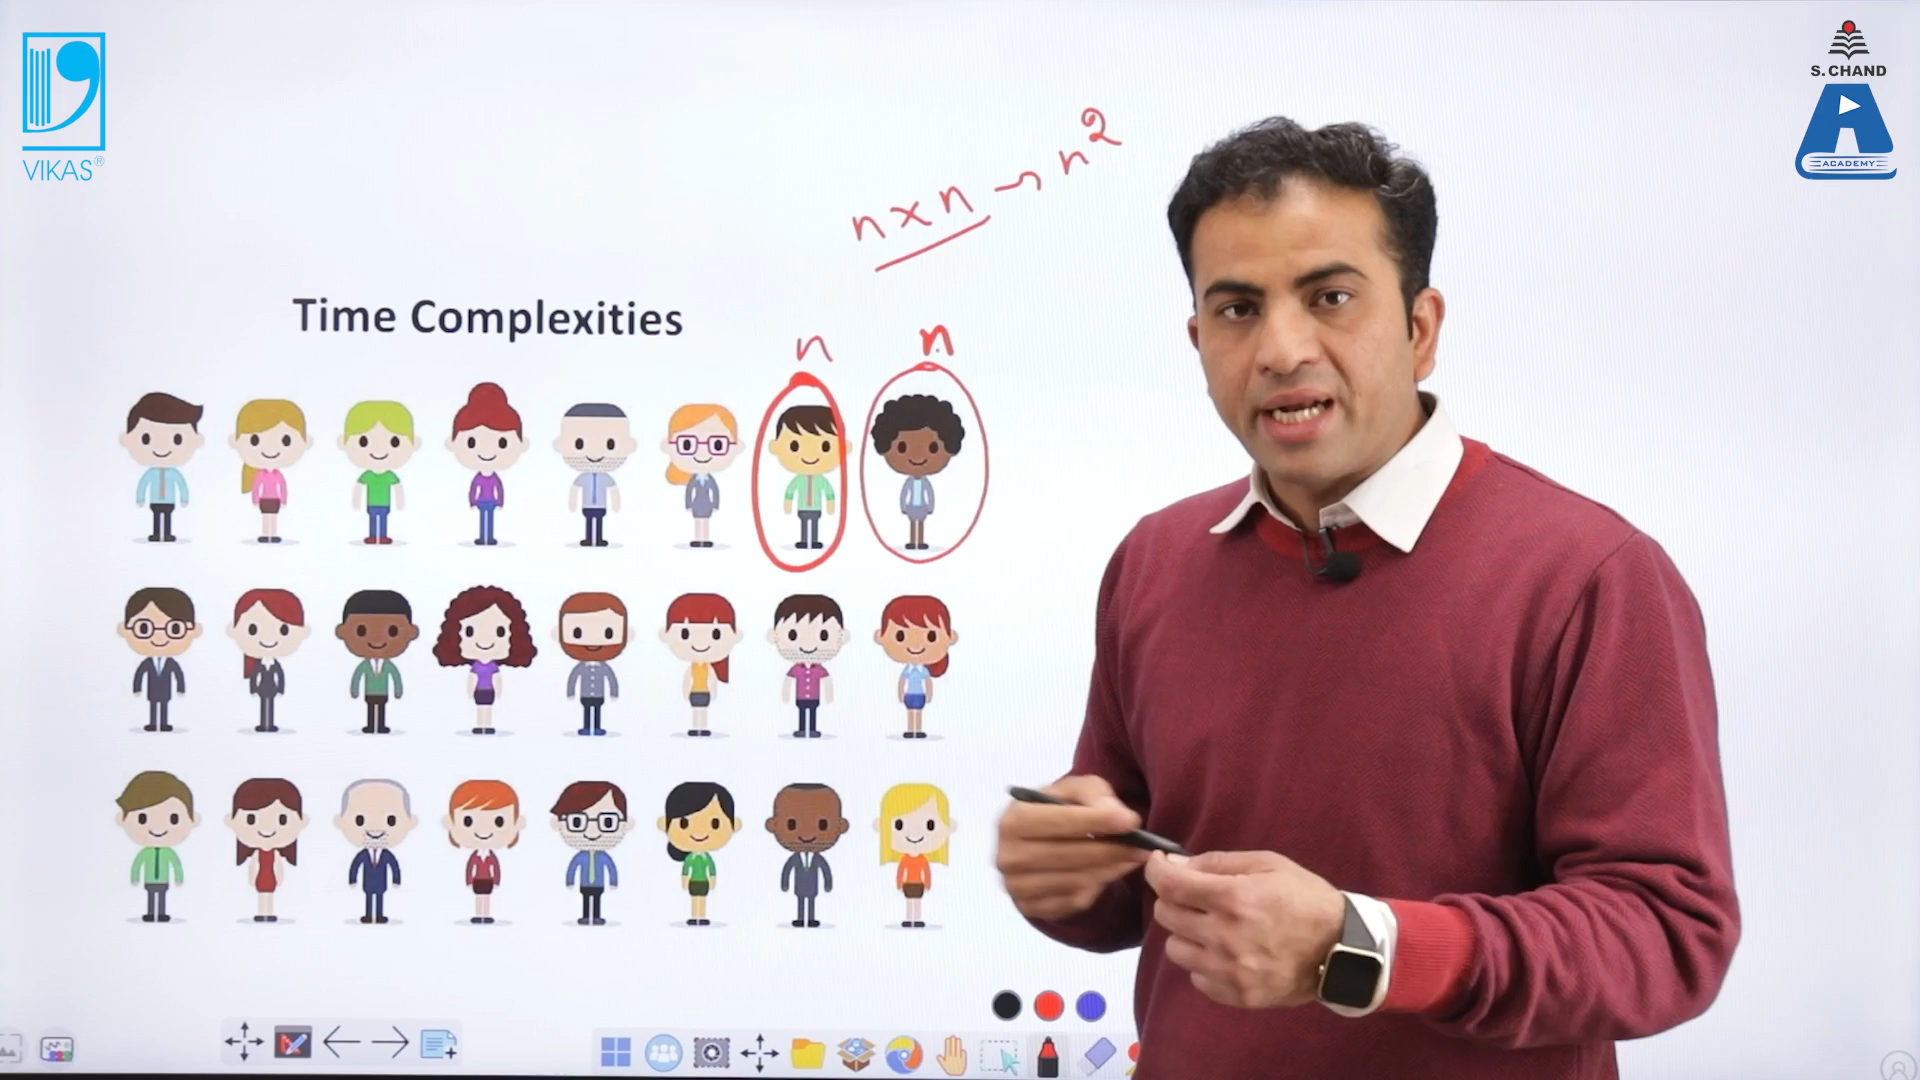 VIKAS®
S. CHAND
ACADEMY
n × n → n²
Time Complexities
n
n